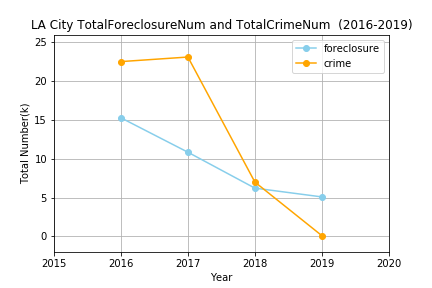 LA City TotalForeclosureNum and TotalCrimeNum (2016-2019)
foreclosure
crime
Total Number(k)
25
20
15
10
5
0
2015 2016 2017 2018 2019 2020
Year